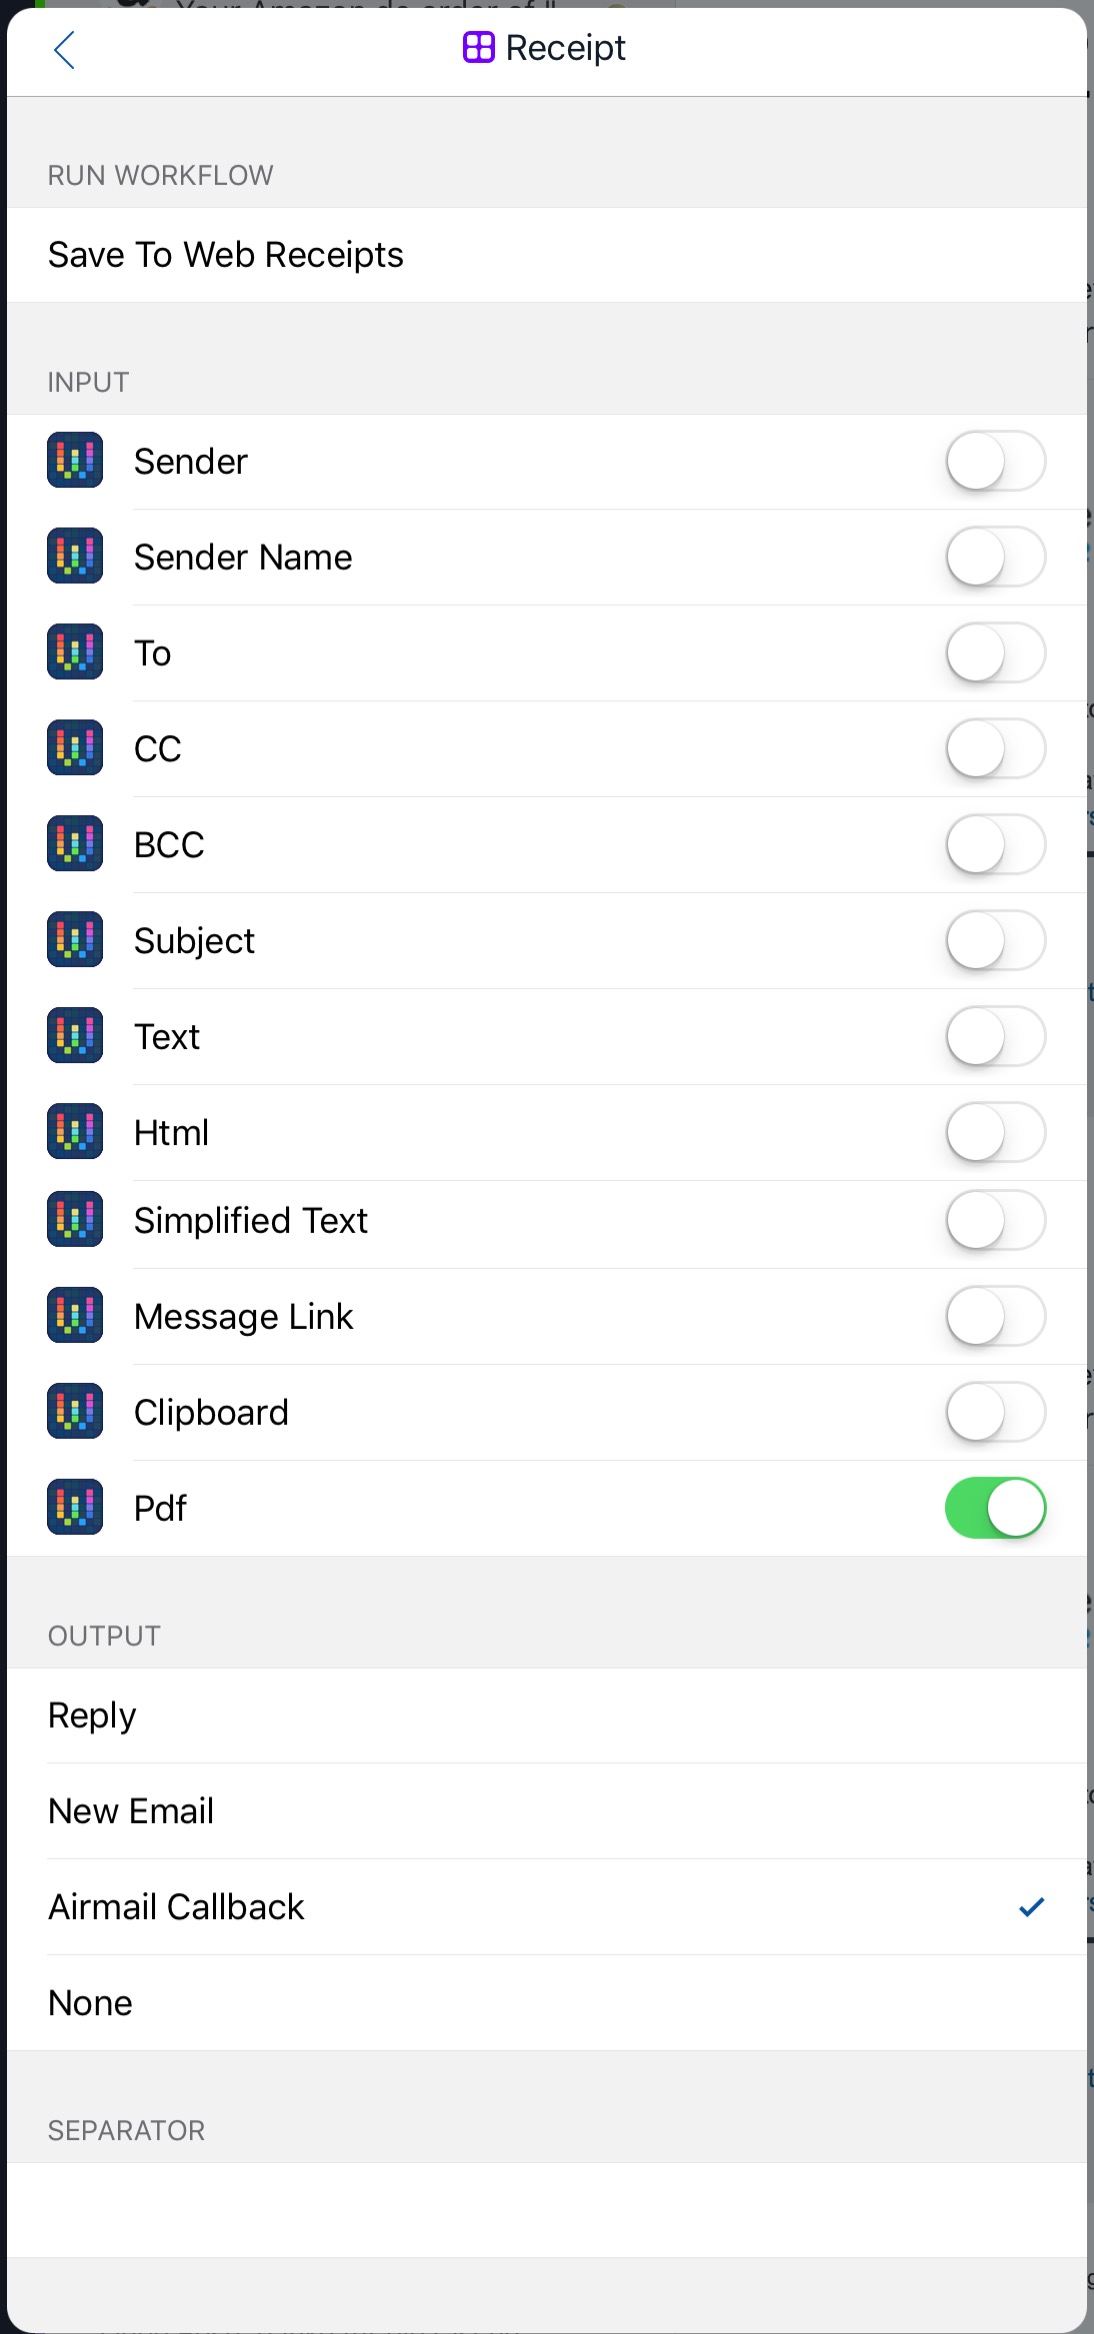 Receipt
RUN WORKFLOW
Save To Web Receipts
INPUT
Sender
Sender Name
To
CC
BCC
Subject
Text
Html
Simplified Text
Message Link
Clipboard
Pdf
OUTPUT
Reply
New Email
Airmail Callback
None
SEPARATOR